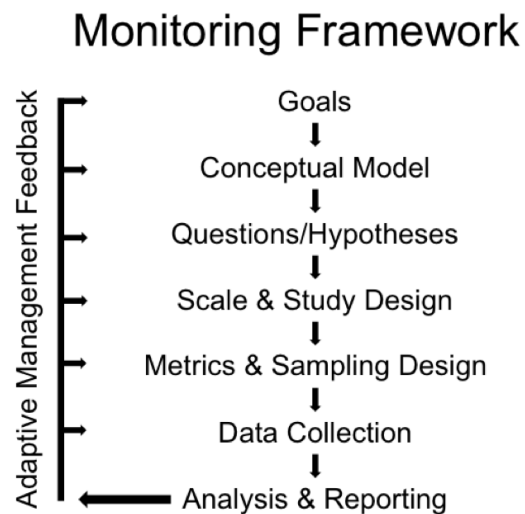 Monitoring Framework
Adaptive Management Feedback
Goals
Conceptual Model
Questions/Hypotheses
Scale & Study Design
Metrics & Sampling Design
Data Collection
Analysis & Reporting